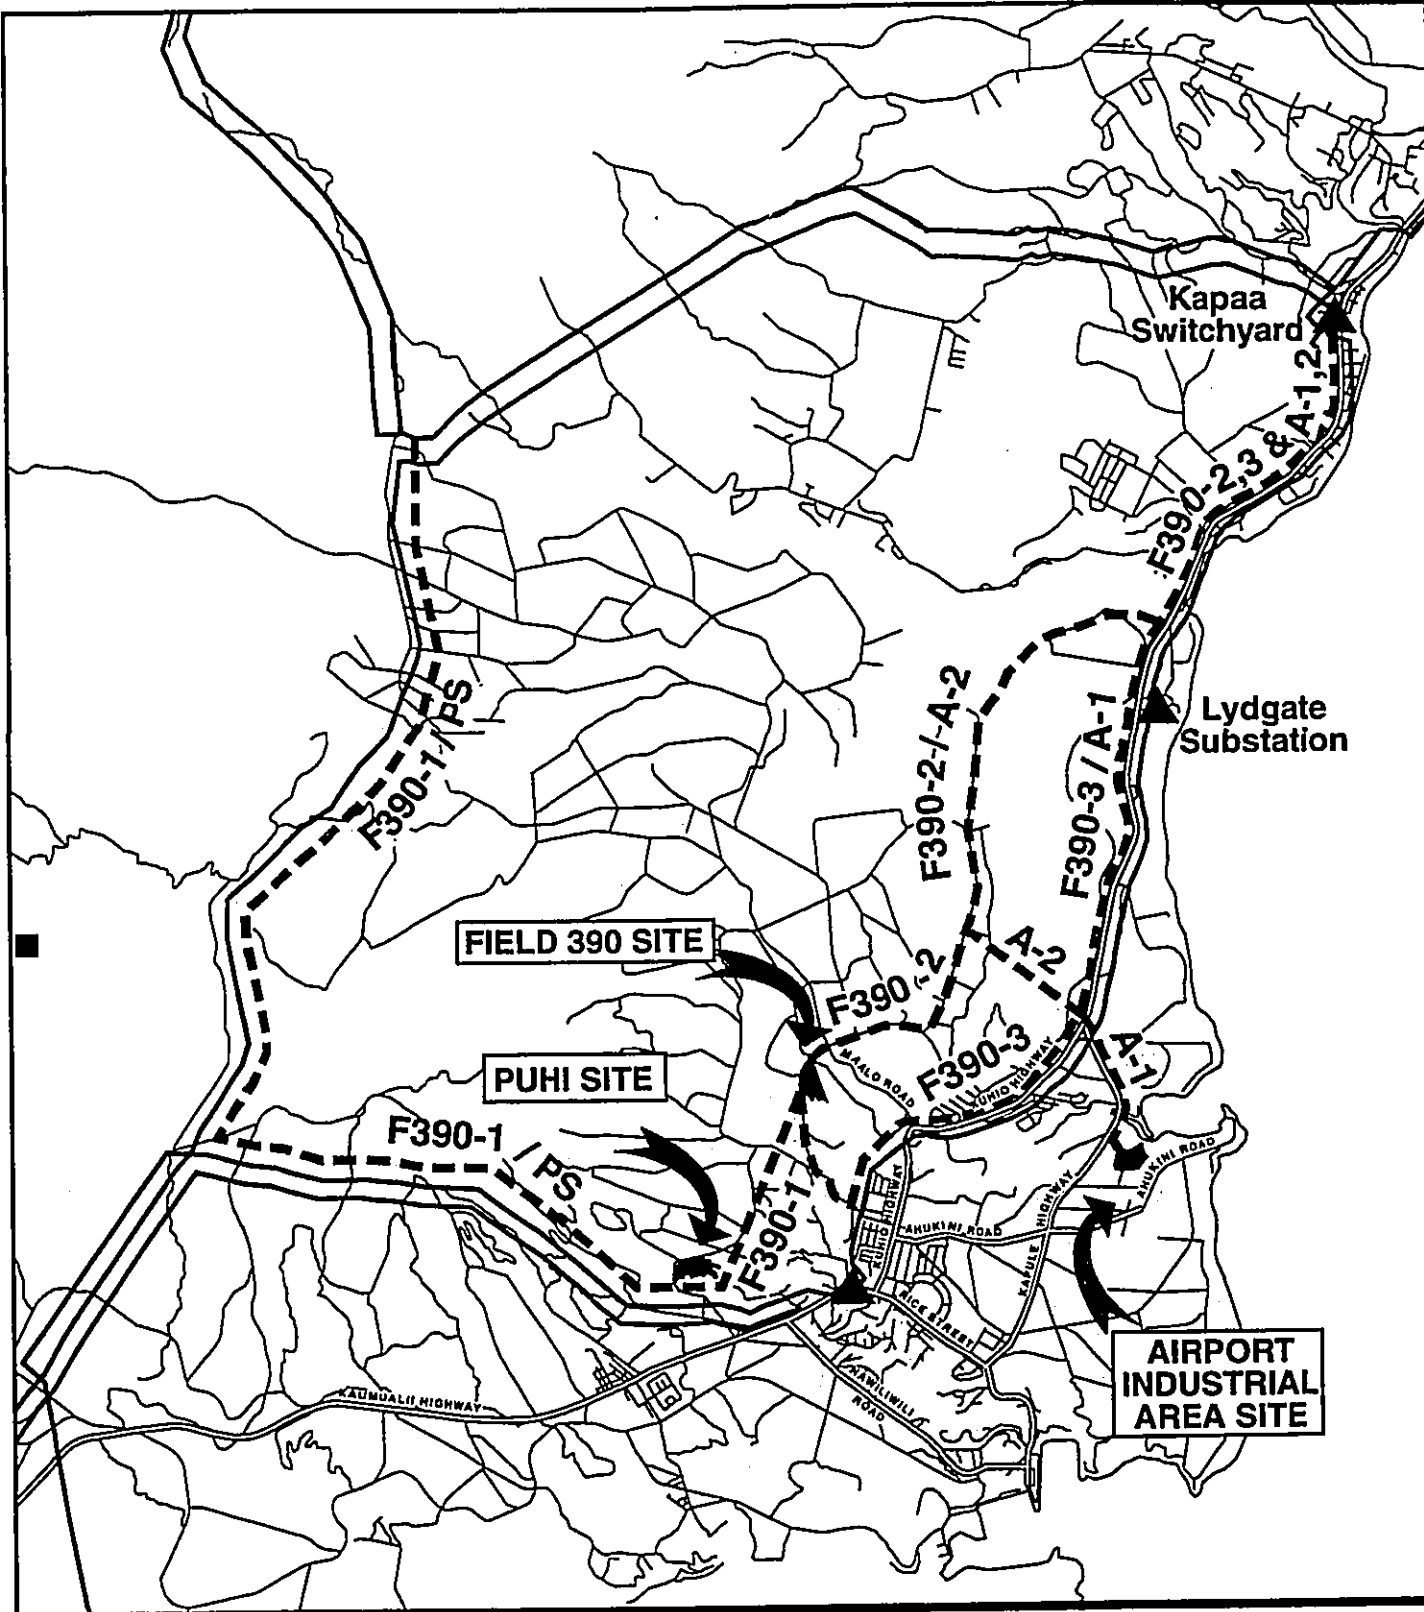 Kapaa
Switchyard
F390-2,3 & A-1,2
Lydgate
Substation
F390-1 / PS
F390-2-/-A-2
F390-3 / A-1
FIELD 390 SITE
A-2
F390 -2
F390-3
A-1
MAALO ROAD
KUHIO HIGHWAY
PUHI SITE
F390-1 / PS
F390-1
KUHIO HIGHWAY
AHUKINI ROAD
AHUKINI ROAD
KAPULE HIGHWAY
RICE STREET
AIRPORT
INDUSTRIAL
AREA SITE
KAUMUALII HIGHWAY
NAWILIWILI
ROAD